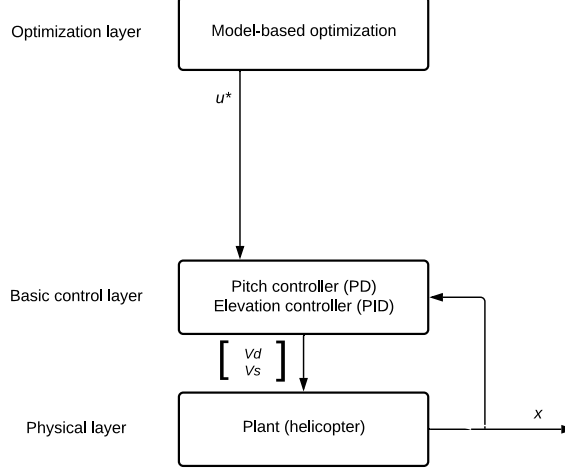 Optimization layer
Model-based optimization
u*
Basic control layer
Pitch controller (PD)
Elevation controller (PID)
[ Vd
Vs ]
Physical layer
Plant (helicopter)
x